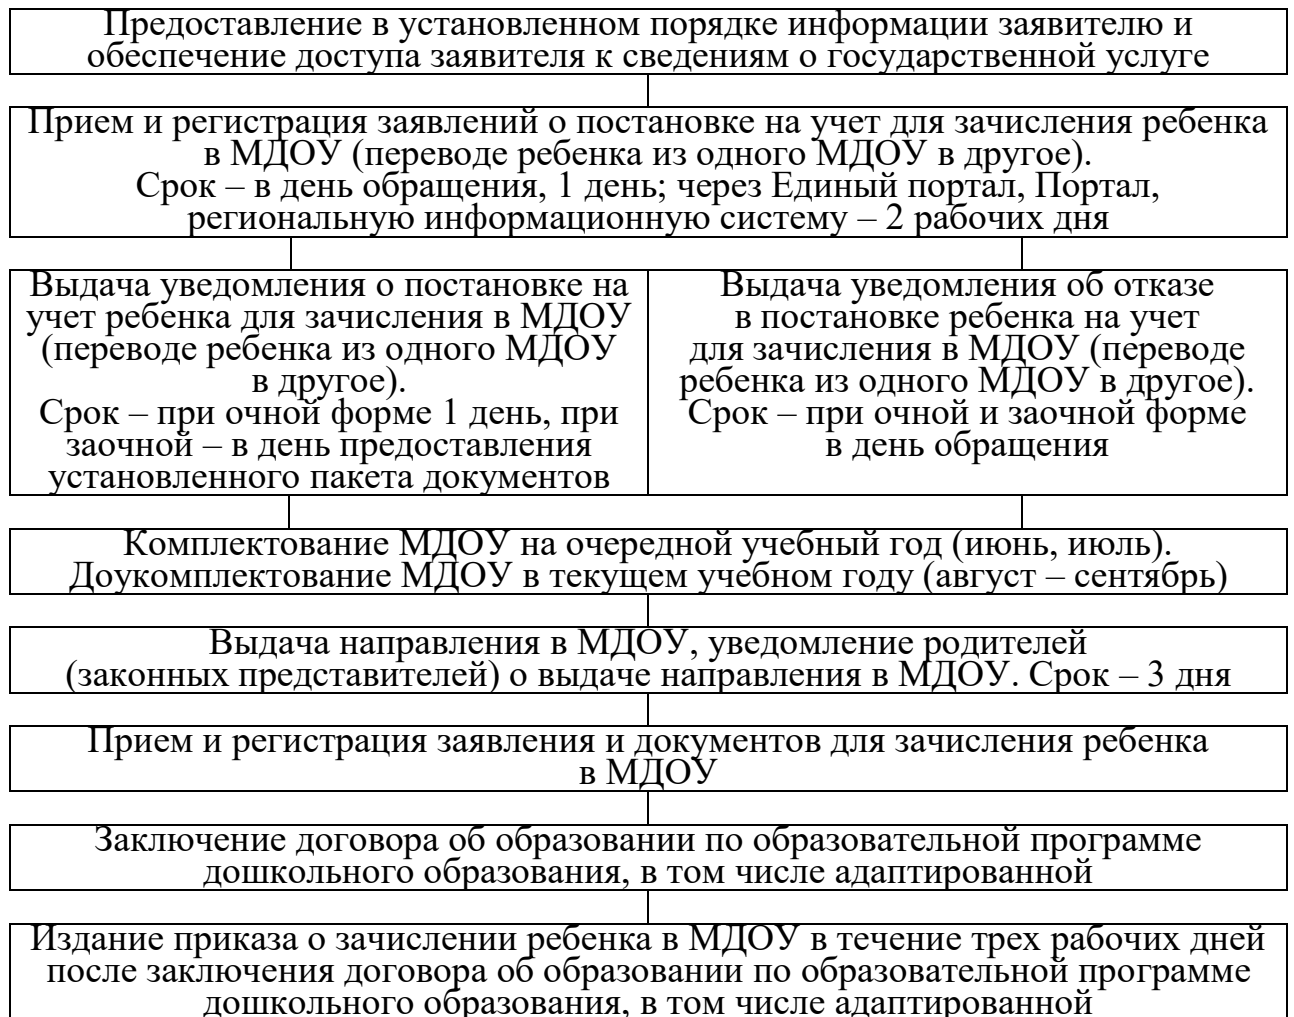 Предоставление в установленном порядке информации заявителю и
обеспечение доступа заявителя к сведениям о государственной услуге
Прием и регистрация заявлений о постановке на учет для зачисления ребенка
в МДОУ (переводе ребенка из одного МДОУ в другое).
Срок – в день обращения, 1 день; через Единый портал, Портал,
региональную информационную систему – 2 рабочих дня
Выдача уведомления о постановке на
учет ребенка для зачисления в МДОУ
(переводе ребенка из одного МДОУ
в другое).
Срок – при очной форме 1 день, при
заочной – в день предоставления
установленного пакета документов
Выдача уведомления об отказе
в постановке ребенка на учет
для зачисления в МДОУ (переводе
ребенка из одного МДОУ в другое).
Срок – при очной и заочной форме
в день обращения
Комплектование МДОУ на очередной учебный год (июнь, июль).
Доукомплектование МДОУ в текущем учебном году (август – сентябрь)
Выдача направления в МДОУ, уведомление родителей
(законных представителей) о выдаче направления в МДОУ. Срок – 3 дня
Прием и регистрация заявления и документов для зачисления ребенка
в МДОУ
Заключение договора об образовании по образовательной программе
дошкольного образования, в том числе адаптированной
Издание приказа о зачислении ребенка в МДОУ в течение трех рабочих дней
после заключения договора об образовании по образовательной программе
дошкольного образования, в том числе адаптированной